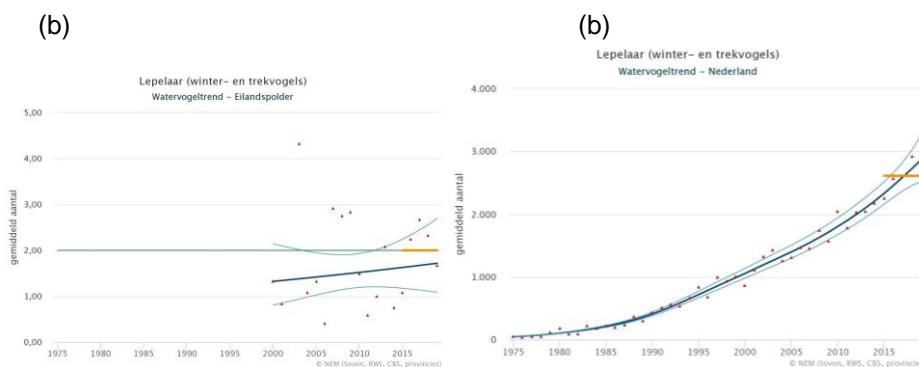 (b)
Lepelaar (winter- en trekvogels)
Watervogeltrend - Eilandspolder
gemiddeld aantal
5,00
4,00
3,00
2,00
1,00
0,00
1975 1980 1985 1990 1995 2000 2005 2010 2015
© NEM (Sovon, RWS, CBS, provincies)
(b)
Lepelaar (winter- en trekvogels)
Watervogeltrend - Nederland
gemiddeld aantal
4.000
3.000
2.000
1.000
0
1975 1980 1985 1990 1995 2000 2005 2010 2015
© NEM (Sovon, RWS, CBS, provincies